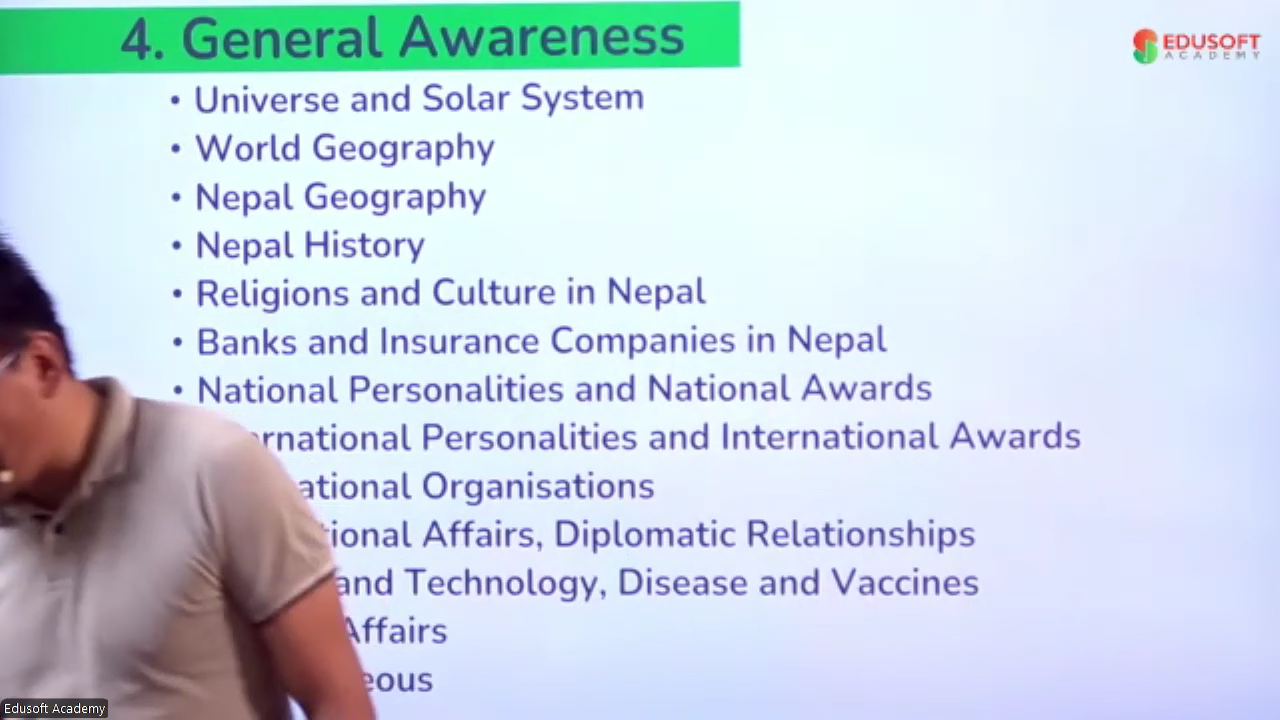 4. General Awareness
EDUSOFT
ACADEMY
• Universe and Solar System
• World Geography
• Nepal Geography
• Nepal History
• Religions and Culture in Nepal
• Banks and Insurance Companies in Nepal
• National Personalities and National Awards
ernational Personalities and International Awards
ational Organisations
tional Affairs, Diplomatic Relationships
and Technology, Disease and Vaccines
Affairs
eous
Edusoft Academy